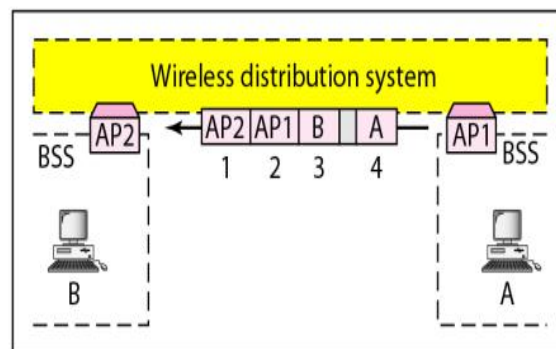 Wireless distribution system
AP2 AP2 AP1 B A AP1
BSS BSS
1 2 3 4
B A